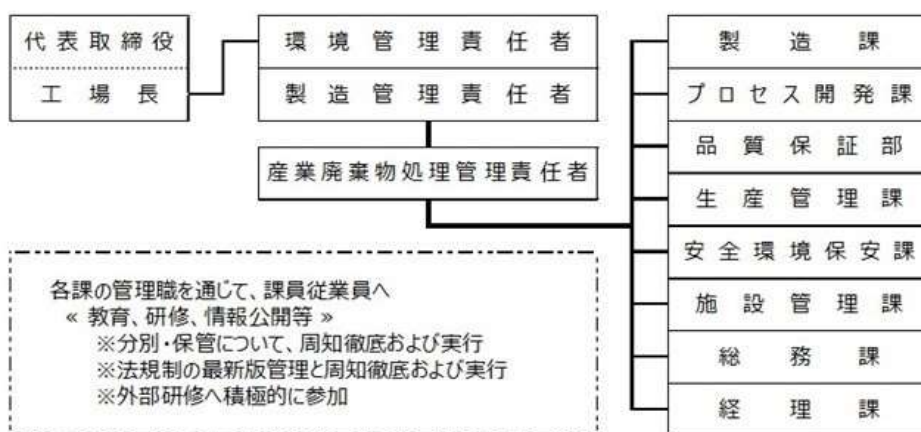 代表取締役
工場長
環境管理責任者
製造管理責任者
産業廃棄物処理管理責任者
製造課
プロセス開発課
品質保証部
生産管理課
安全環境保安課
施設管理課
総務課
経理課
各課の管理職を通じて、課員従業員へ
≪ 教育、研修、情報公開等 ≫
※分別・保管について、周知徹底および実行
※法規制の最新版管理と周知徹底および実行
※外部研修へ積極的に参加